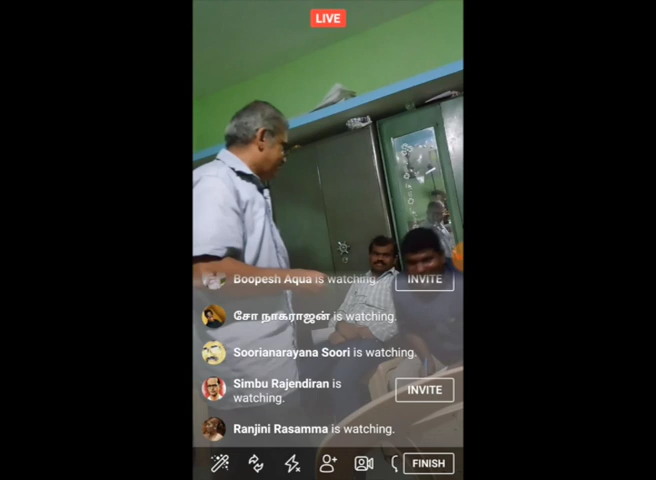 LIVE
Boopesh Aqua is watching.
INVITE
சோ நாகராஜன் is watching.
Soorianarayana Soori is watching.
Simbu Rajendiran is
watching.
INVITE
Ranjini Rasamma is watching.
FINISH